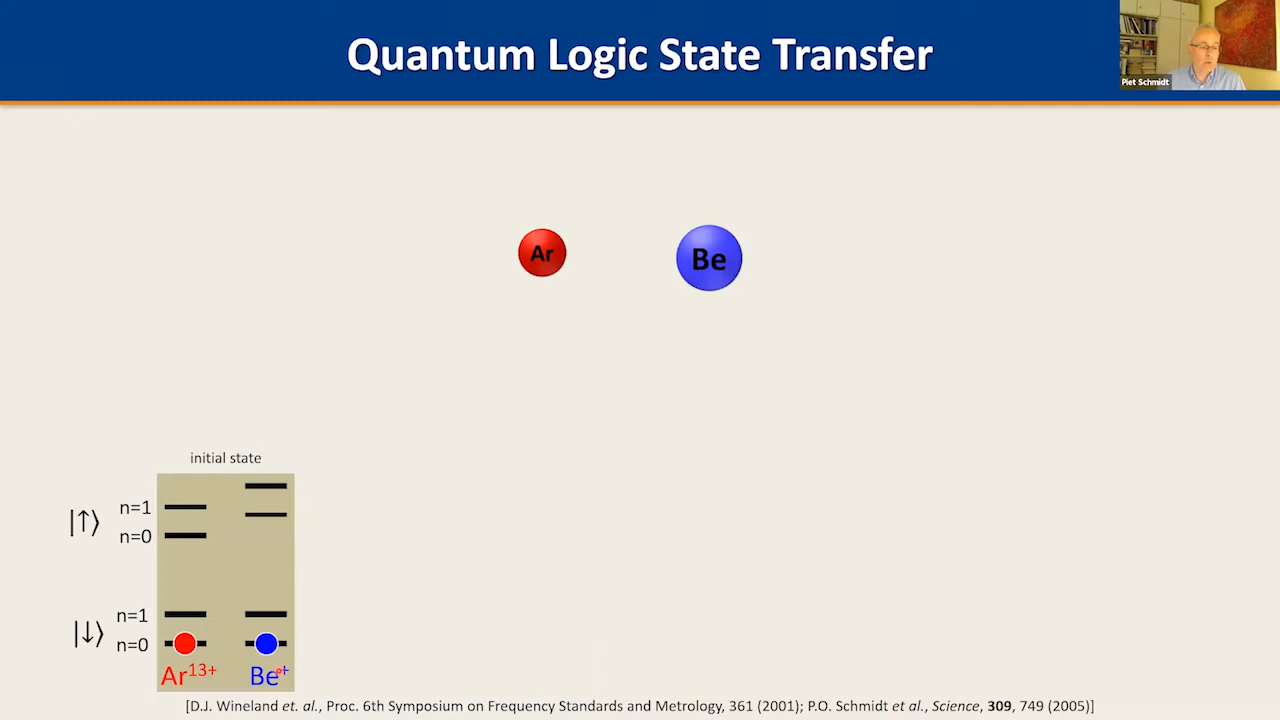 Quantum Logic State Transfer
Piet Schmidt
Ar
Be
initial state
|↑⟩
n=1
n=0
|↓⟩
n=1
n=0
Ar13+ Be+
[D.J. Wineland et. al., Proc. 6th Symposium on Frequency Standards and Metrology, 361 (2001); P.O. Schmidt et al., Science, 309, 749 (2005)]